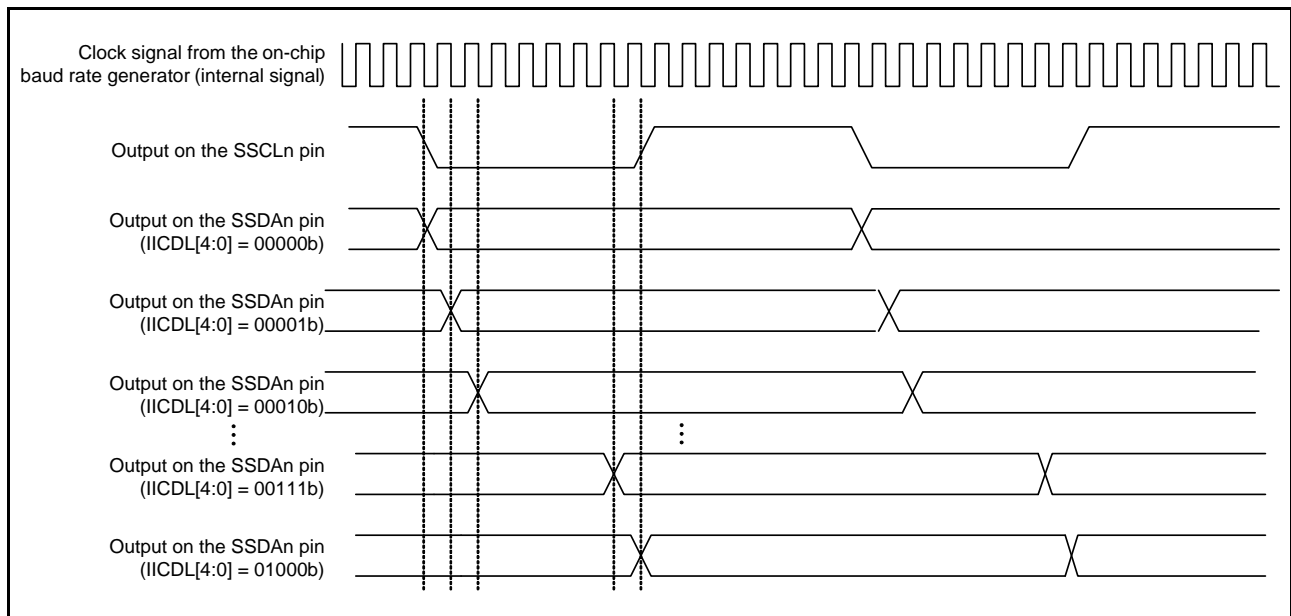 Clock signal from the on-chip
baud rate generator (internal signal)
Output on the SSCLn pin
Output on the SSDAn pin
(IICDL[4:0] = 00000b)
Output on the SSDAn pin
(IICDL[4:0] = 00001b)
Output on the SSDAn pin
(IICDL[4:0] = 00010b)
Output on the SSDAn pin
(IICDL[4:0] = 00111b)
Output on the SSDAn pin
(IICDL[4:0] = 01000b)